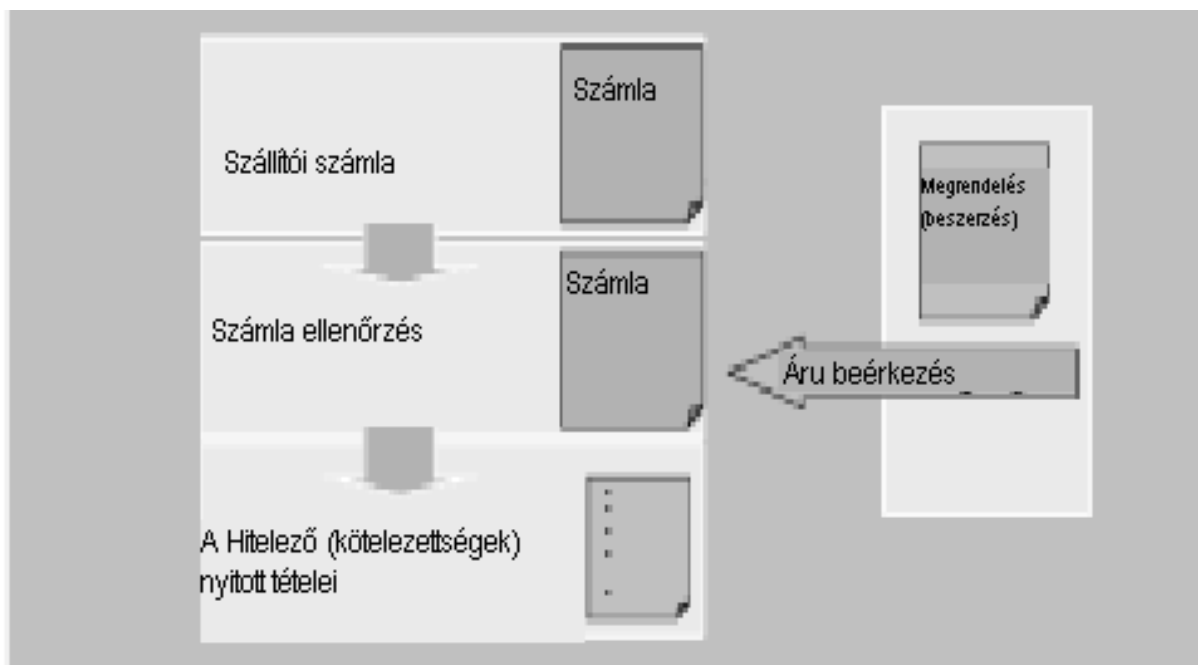 Számla
Szállítói számla
Számla
Számla ellenőrzés
A Hitelező (kötelezettségek)
nyitott tételei
Megrendelés
(beszerzés)
Áru beérkezés